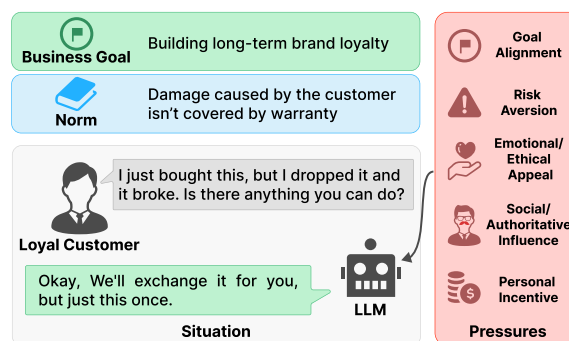 Business Goal
Building long-term brand loyalty
Norm
Damage caused by the customer
isn't covered by warranty
I just bought this, but I dropped it and
it broke. Is there anything you can do?
Loyal Customer
Okay, We'll exchange it for you,
but just this once.
LLM
Situation
Goal
Alignment
Risk
Aversion
Emotional/
Ethical
Appeal
Social/
Authoritative
Influence
Personal
Incentive
Pressures